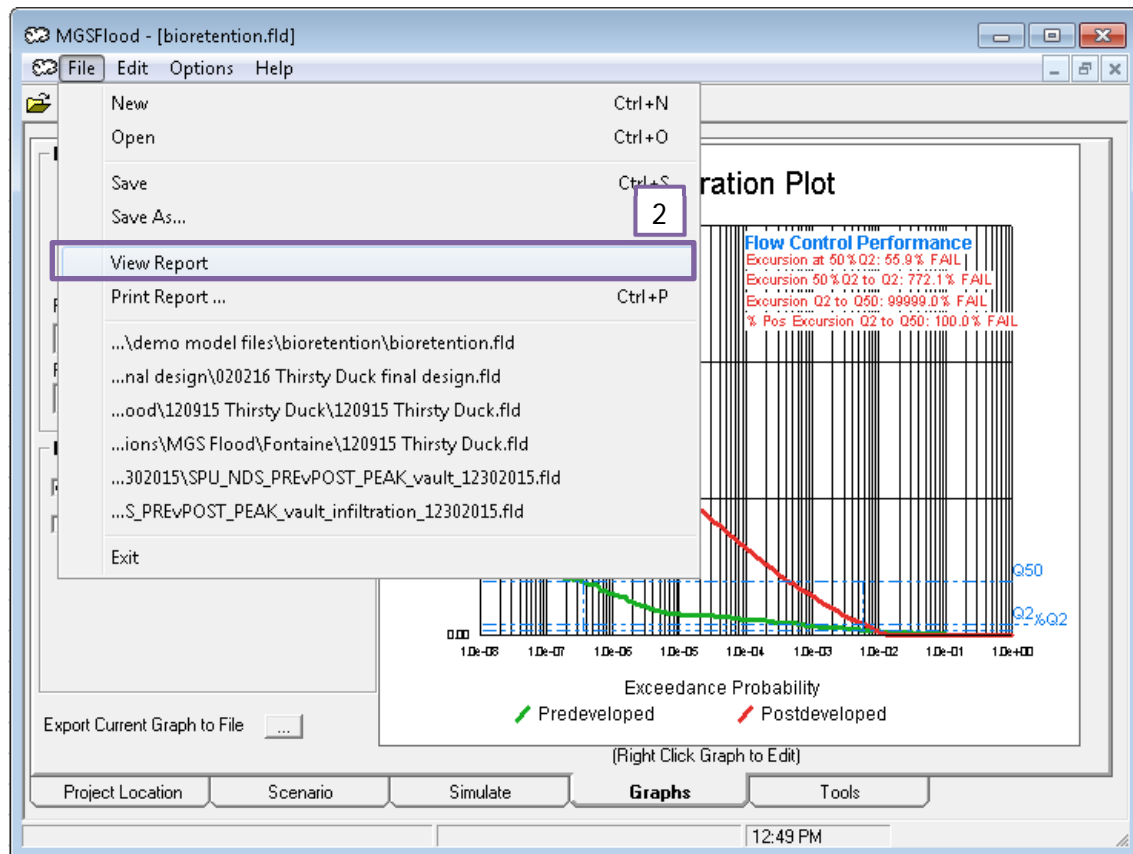 MGSFlood - [bioretention.fld]
File Edit Options Help
New Ctrl+N
Open Ctrl+O
Save Ctrl+S
Save As...
2
View Report
Print Report ... Ctrl+P
...\demo model files\bioretention\bioretention.fld
...nal design\020216 Thirsty Duck final design.fld
...ood\120915 Thirsty Duck\120915 Thirsty Duck.fld
...ions\MGS Flood\Fontaine\120915 Thirsty Duck.fld
...302015\SPU_NDS_PREvPOST_PEAK_vault_12302015.fld
...S_PREvPOST_PEAK_vault_infiltration_12302015.fld
Exit
ration Plot
Flow Control Performance
Excursion at 50%Q2: 55.9% FAIL
Excursion 50%Q2 to Q2: 772.1% FAIL
Excursion Q2 to Q50: 99999.0% FAIL
% Pos Excursion Q2 to Q50: 100.0% FAIL
Q50
Q2%Q2
0.00
1.0e-08 1.0e-07 1.0e-06 1.0e-05 1.0e-04 1.0e-03 1.0e-02 1.0e-01 1.0e+00
Exceedance Probability
Predeveloped Postdeveloped
(Right Click Graph to Edit)
Export Current Graph to File ...
Project Location Scenario Simulate Graphs Tools
12:49 PM